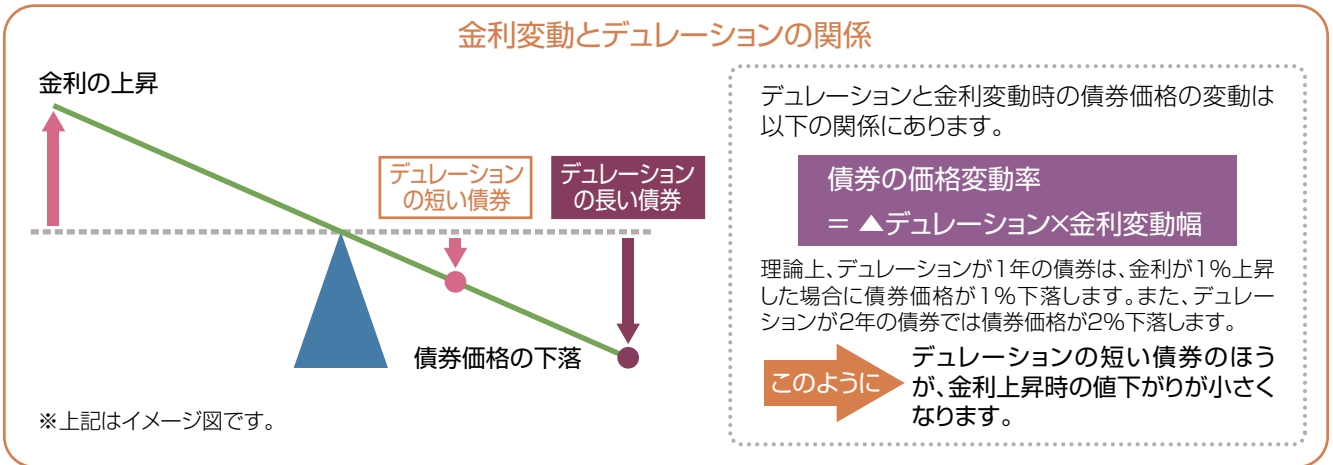 金利変動とデュレーションの関係
金利の上昇
デュレーション
の短い債券
デュレーション
の長い債券
債券価格の下落
※上記はイメージ図です。
デュレーションと金利変動時の債券価格の変動は
以下の関係にあります。
債券の価格変動率
＝ ▲デュレーション×金利変動幅
理論上、デュレーションが1年の債券は、金利が1％上昇
した場合に債券価格が1％下落します。また、デュレー
ションが2年の債券では債券価格が2％下落します。
このように
デュレーションの短い債券のほう
が、金利上昇時の値下がりが小さく
なります。